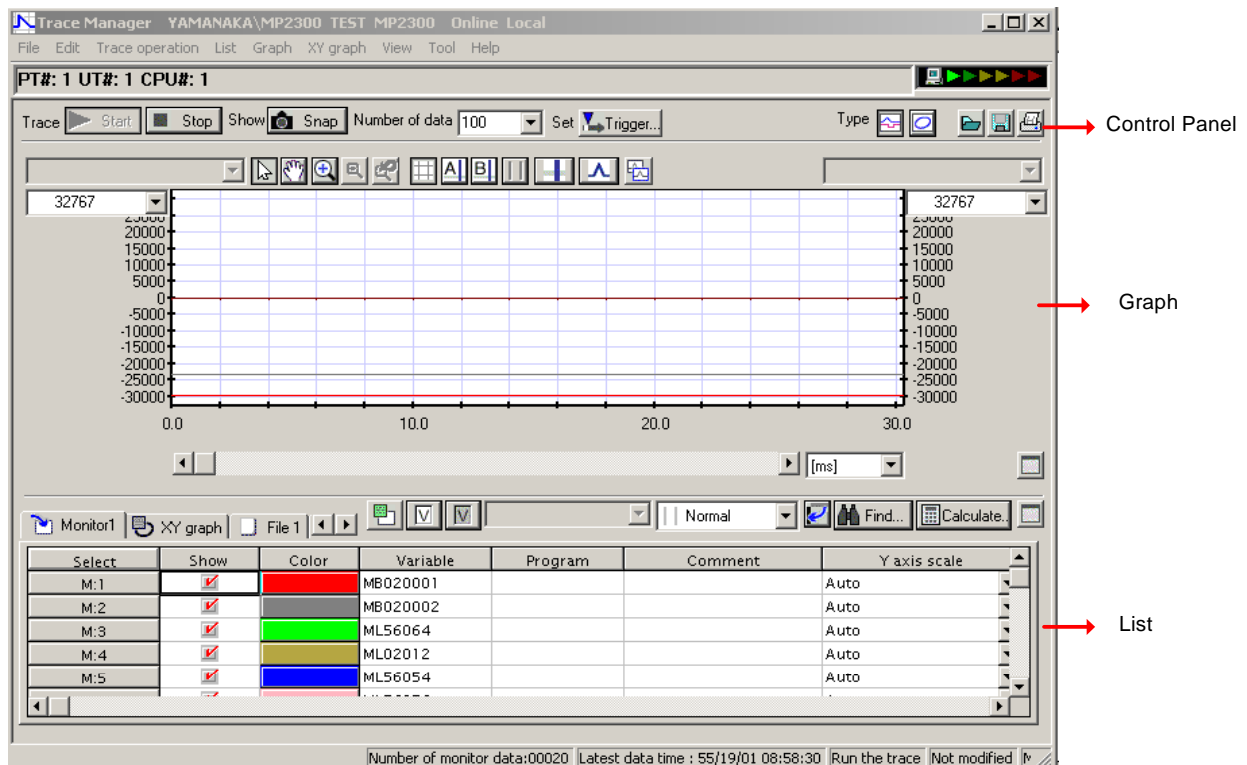 Trace Manager YAMANAKA\MP2300 TEST MP2300 Online Local
File Edit Trace operation List Graph XY graph View Tool Help
PT#: 1 UT#: 1 CPU#: 1
Trace Start Stop Show Snap Number of data 100 Set Trigger... Type
Control Panel
A B
32767 32767
25000 25000
20000 20000
15000 15000
10000 10000
5000 5000
0 0
Graph
-5000 -5000
-10000 -10000
-15000 -15000
-20000 -20000
-25000 -25000
-30000 -30000
0.0 10.0 20.0 30.0
[ms]
Monitor1 XY graph File 1 V V Normal Find... Calculate..
Select Show Color Variable Program Comment Y axis scale
M:1 MB020001 Auto
M:2 MB020002 Auto
M:3 ML56064 Auto
List
M:4 ML02012 Auto
M:5 ML56054 Auto
Number of monitor data:00020 Latest data time : 55/19/01 08:58:30 Run the trace Not modified